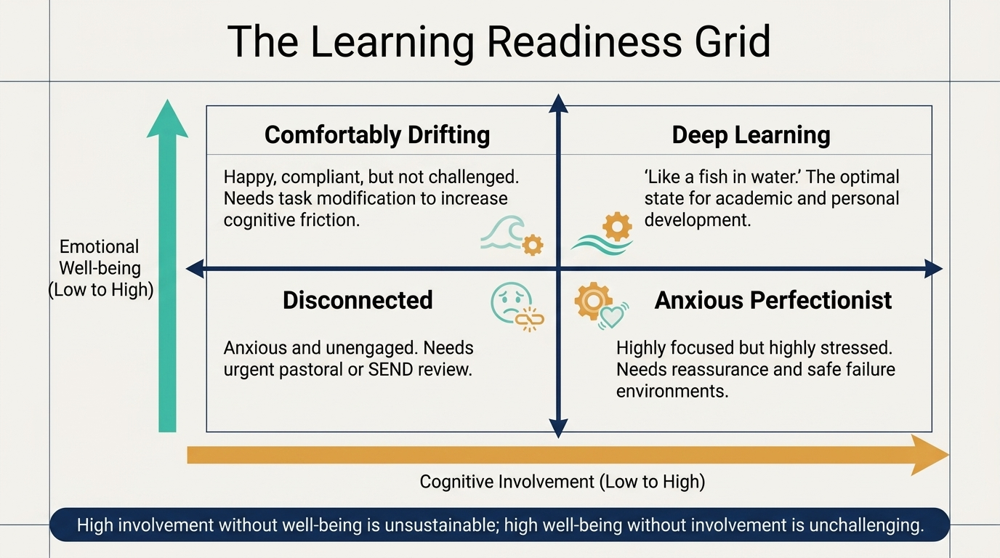 The Learning Readiness Grid
Comfortably Drifting
Happy, compliant, but not challenged.
Needs task modification to increase
cognitive friction.
Deep Learning
‘Like a fish in water.’ The optimal
state for academic and personal
development.
Emotional
Well-being
(Low to High)
Disconnected
Anxious and unengaged. Needs
urgent pastoral or SEND review.
Anxious Perfectionist
Highly focused but highly stressed.
Needs reassurance and safe failure
environments.
Cognitive Involvement (Low to High)
High involvement without well-being is unsustainable; high well-being without involvement is unchallenging.